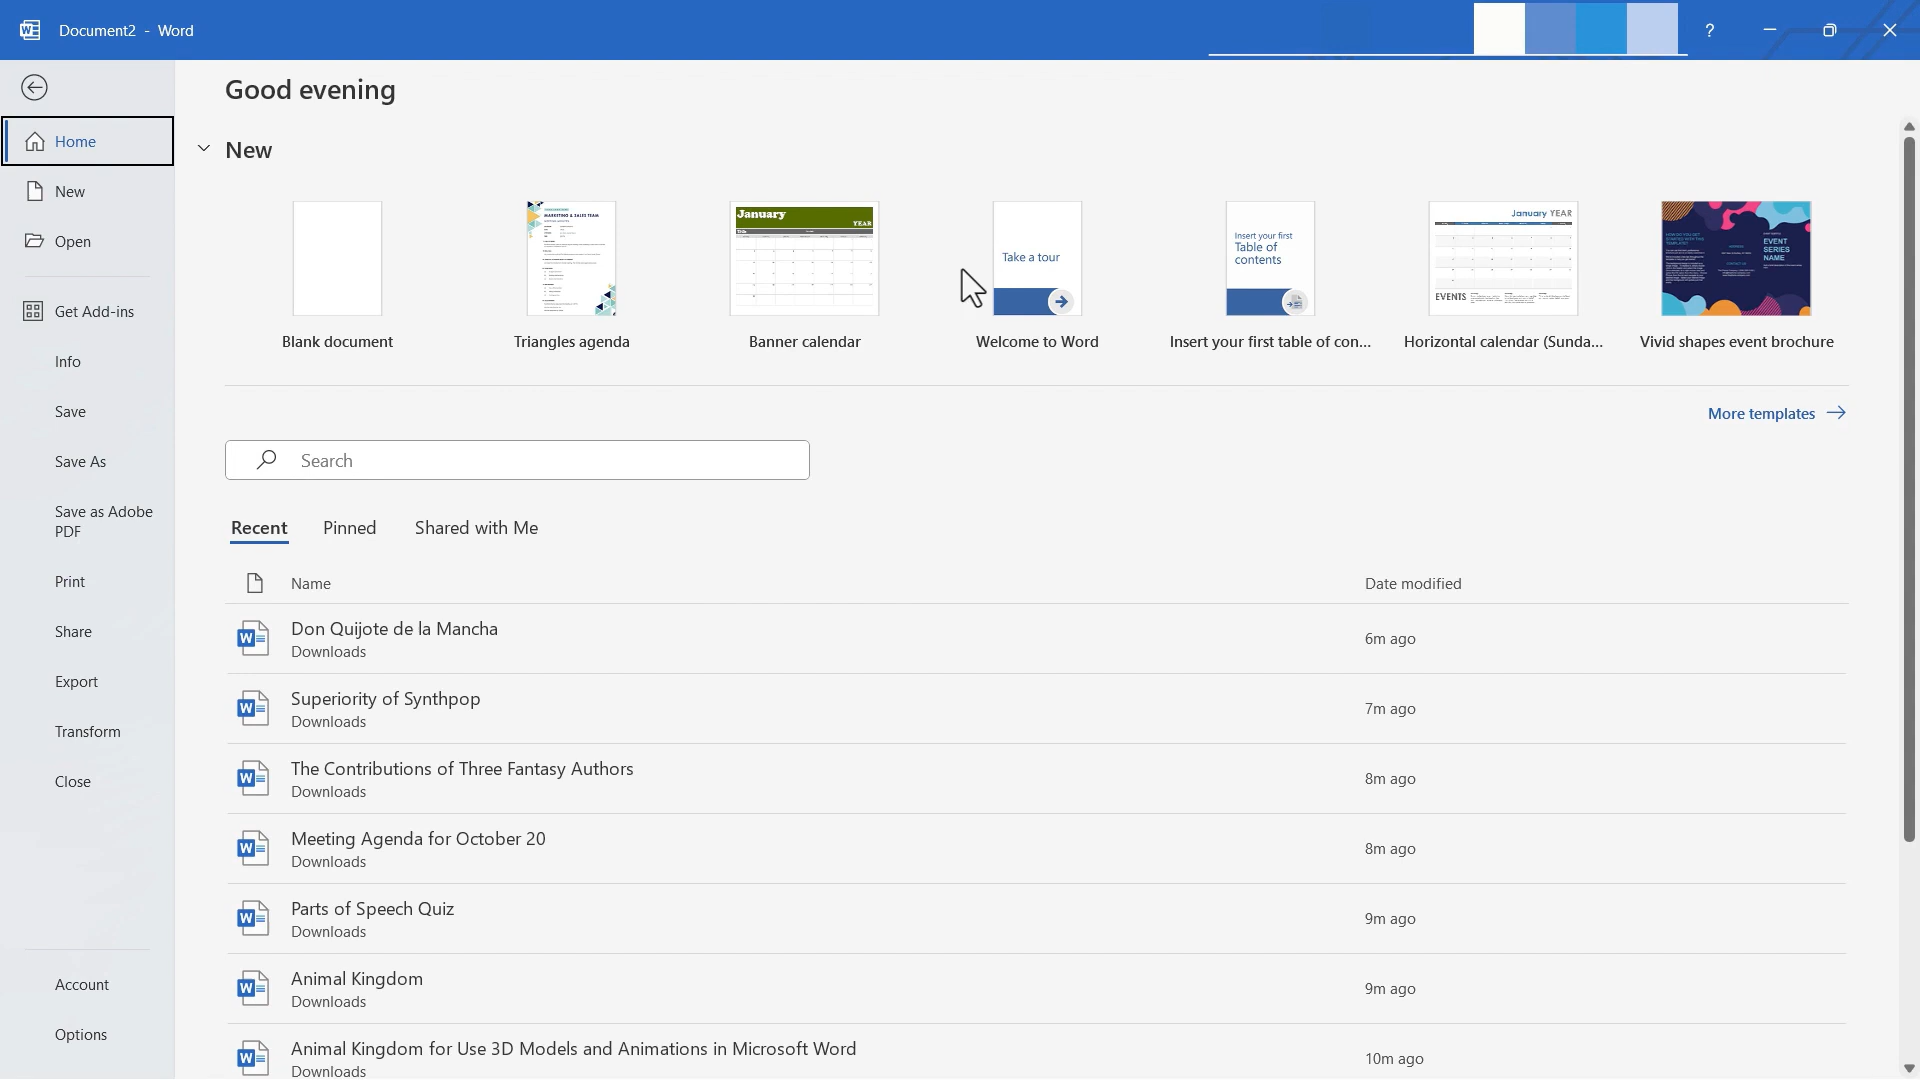 Document2 - Word
?
Good evening
Home
New
New
Open
Get Add-ins
Info
Save
Save As
Save as Adobe
PDF
Print
Share
Export
Transform
Close
Account
Options
MARKETING & SALES TEAM
January
YEAR
Take a tour
Insert your first
Table of
contents
January YEAR
EVENTS
EVENT
SERIES
NAME
Blank document
Triangles agenda
Banner calendar
Welcome to Word
Insert your first table of con...
Horizontal calendar (Sunda...
Vivid shapes event brochure
More templates
Search
Recent Pinned Shared with Me
Name Date modified
Don Quijote de la Mancha
Downloads
6m ago
Superiority of Synthpop
Downloads
7m ago
The Contributions of Three Fantasy Authors
Downloads
8m ago
Meeting Agenda for October 20
Downloads
8m ago
Parts of Speech Quiz
Downloads
9m ago
Animal Kingdom
Downloads
9m ago
Animal Kingdom for Use 3D Models and Animations in Microsoft Word
Downloads
10m ago